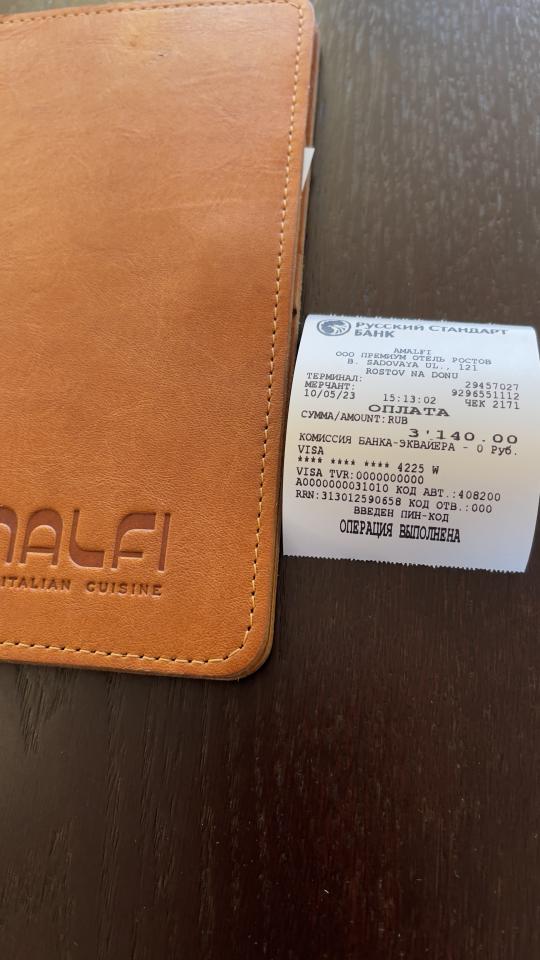 MALFI
ITALIAN CUISINE
РУССКИЙ СТАНДАРТ
БАНК
AMALFI
ООО ПРЕМИУМ ОТЕЛЬ РОСТОВ
B. SADOVAYA UL., 121
ROSTOV NA DONU
ТЕРМИНАЛ: 29457027
МЕРЧАНТ: 9296551112
10/05/23 15:13:02 ЧЕК 2171
ОПЛАТА
СУММА/AMOUNT:RUB
3'140.00
КОМИССИЯ БАНКА-ЭКВАЙЕРА - 0 Руб.
VISA
**** **** **** 4225 W
VISA TVR:0000000000
A0000000031010 КОД АВТ.:408200
RRN:313012590658 КОД ОТВ.:000
ВВЕДЕН ПИН-КОД
ОПЕРАЦИЯ ВЫПОЛНЕНА